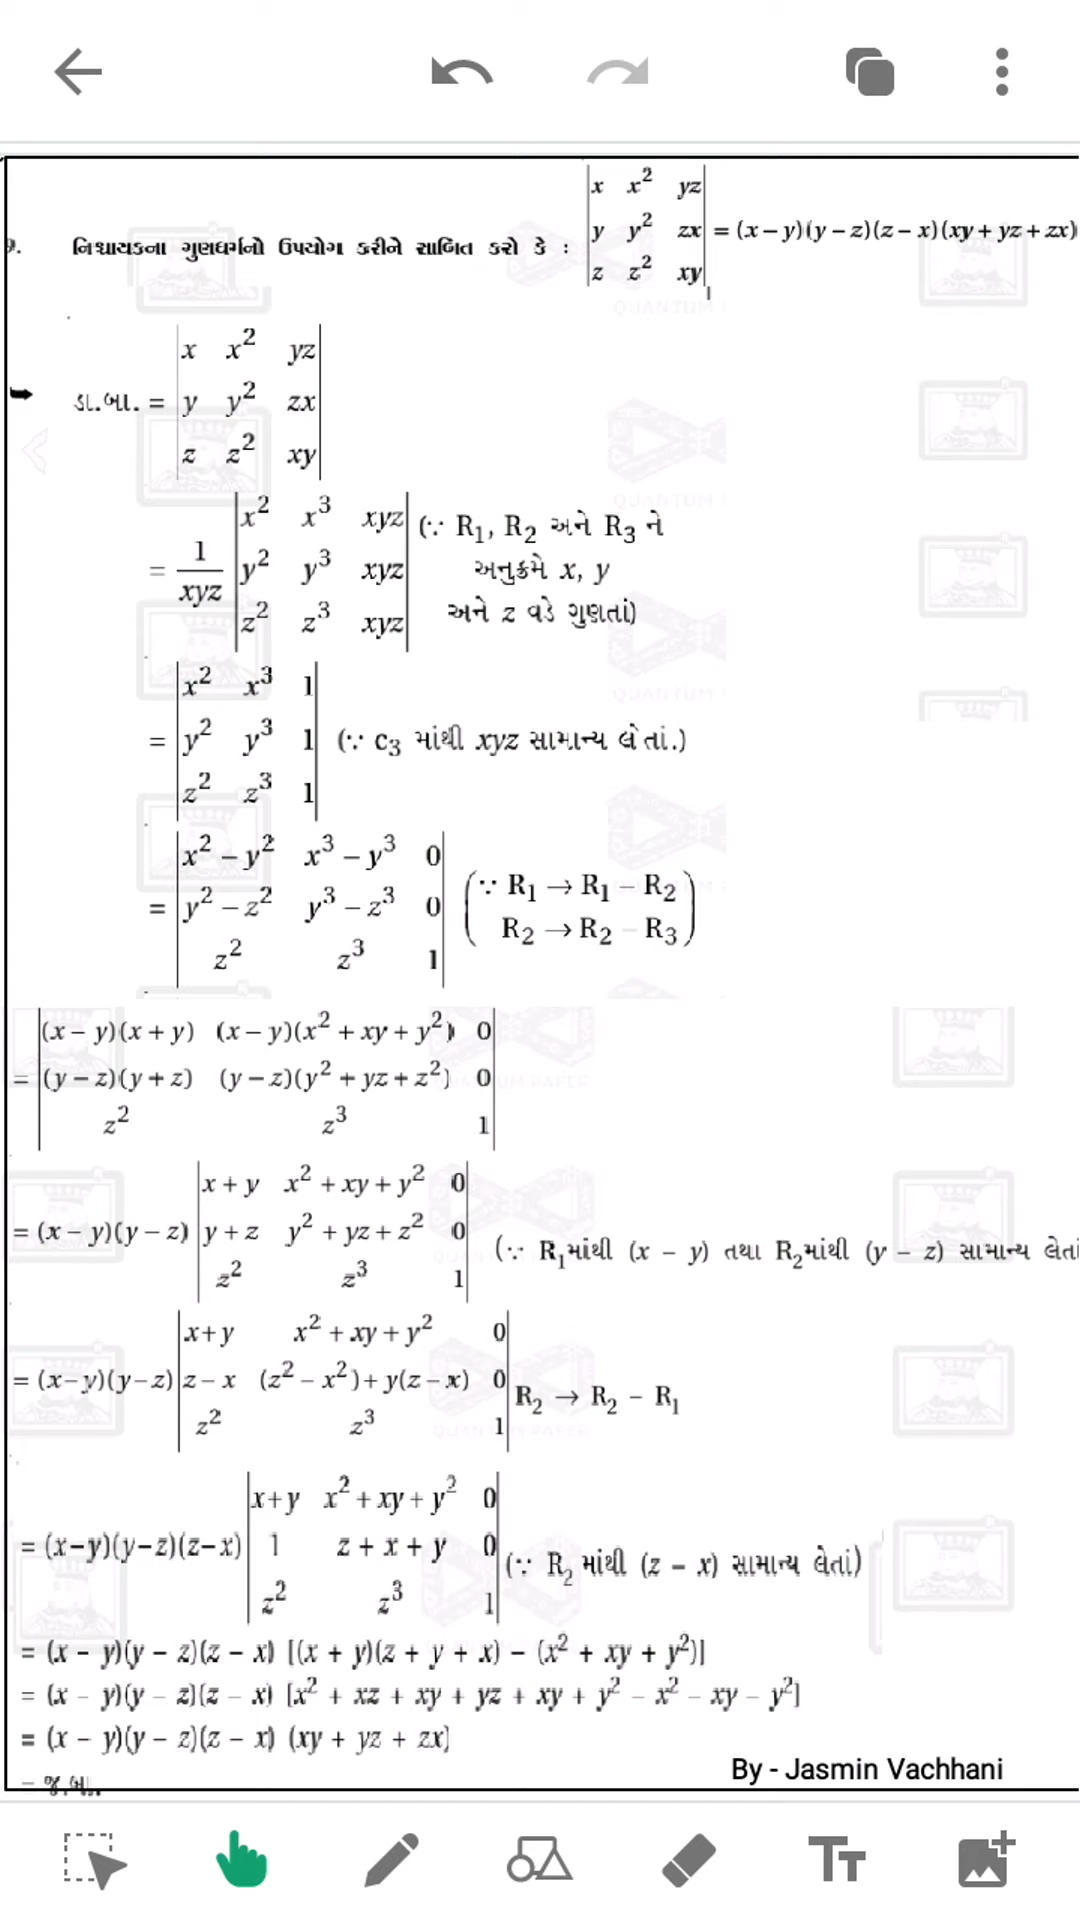 9. નિશ્ચાયકના ગુણધર્મનો ઉપયોગ કરીને સાબિત કરો કે : | x x² yz | y y² zx | z z² xy | = (x – y)(y – z)(z – x)(xy + yz + zx)
➥ ડા.બા. = | x x² yz | y y² zx | z z² xy |
= 1/xyz | x² x³ xyz | y² y³ xyz | z² z³ xyz | (∵ R₁, R₂ અને R₃ ને
અનુક્રમે x, y
અને z વડે ગુણતાં)
= | x² x³ 1 | y² y³ 1 | z² z³ 1 | (∵ c₃ માંથી xyz સામાન્ય લેતાં.)
= | x² – y² x³ – y³ 0 | y² – z² y³ – z³ 0 | z² z³ 1 | (∵ R₁ → R₁ – R₂
R₂ → R₂ – R₃)
= | (x – y)(x + y) (x – y)(x² + xy + y²) 0 | (y – z)(y + z) (y – z)(y² + yz + z²) 0 | z² z³ 1 |
= (x – y)(y – z) | x + y x² + xy + y² 0 | y + z y² + yz + z² 0 | z² z³ 1 | (∵ R₁માંથી (x – y) તથા R₂માંથી (y – z) સામાન્ય લેતાં
= (x–y)(y–z) | x+y x² + xy + y² 0 | z – x (z² – x²)+ y(z – x) 0 | z² z³ 1 | R₂ → R₂ – R₁
= (x–y)(y–z)(z–x) | x+y x² + xy + y² 0 | 1 z + x + y 0 | z² z³ 1 | (∵ R₂ માંથી (z – x) સામાન્ય લેતાં)
= (x – y)(y – z)(z – x) [(x + y)(z + y + x) – (x² + xy + y²)]
= (x – y)(y – z)(z – x) [x² + xz + xy + yz + xy + y² – x² – xy – y²]
= (x – y)(y – z)(z – x) (xy + yz + zx]
= જ.બા.
By - Jasmin Vachhani